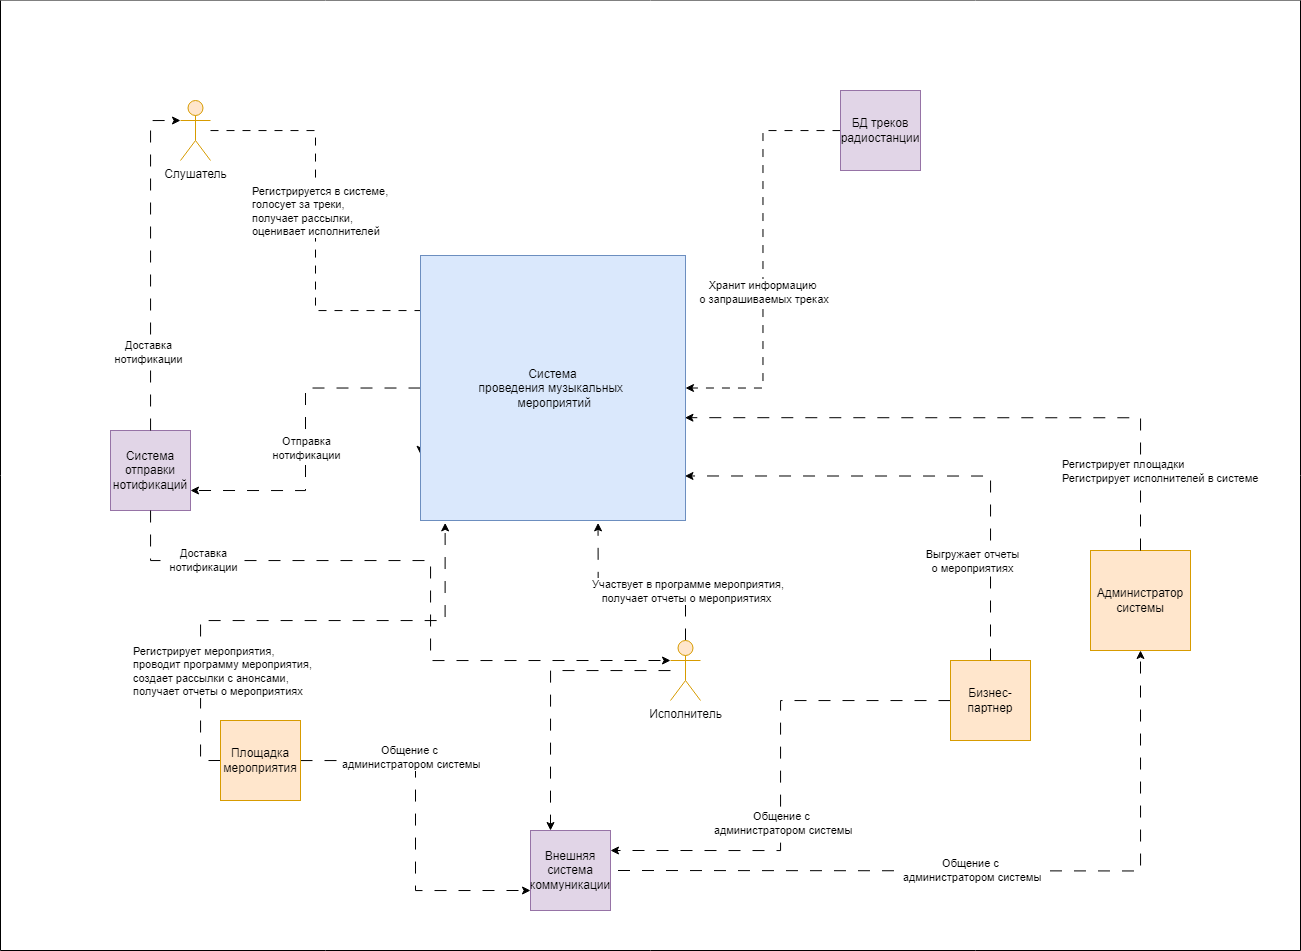 БД треков
радиостанции
Слушатель
Регистрируется в системе,
голосует за треки,
получает рассылки,
оценивает исполнителей
Хранит информацию
о запрашиваемых треках
Доставка
нотификации
Система
проведения музыкальных
мероприятий
Отправка
нотификации
Система
отправки
нотификаций
Регистрирует площадки
Регистрирует исполнителей в системе
Доставка
нотификации
Выгружает отчеты
о мероприятиях
Участвует в программе мероприятия,
получает отчеты о мероприятиях
Администратор
системы
Регистрирует мероприятия,
проводит программу мероприятия,
создает рассылки с анонсами,
получает отчеты о мероприятиях
Исполнитель
Бизнес-
партнер
Площадка
мероприятия
Общение с
администратором системы
Общение с
администратором системы
Внешняя
система
коммуникации
Общение с
администратором системы